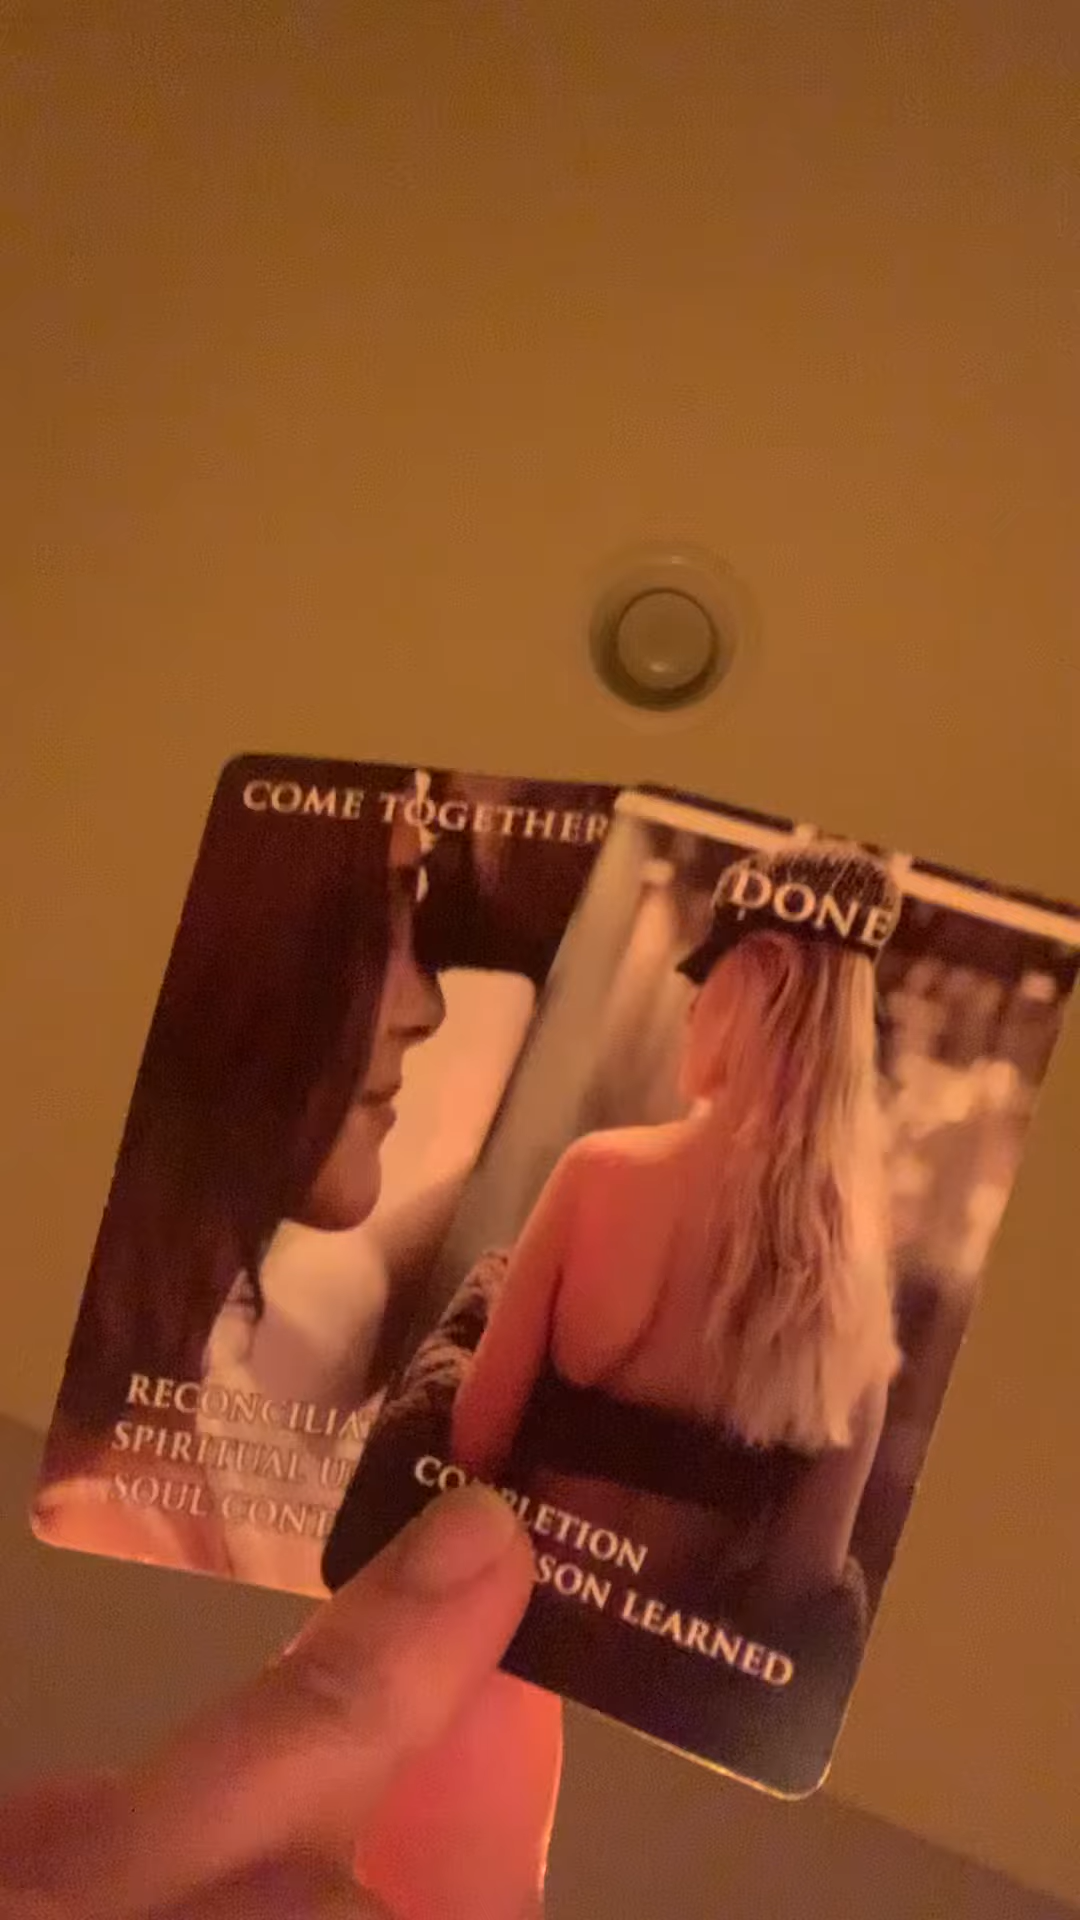 COME TOGETHER
RECONCILIA
SPIRITUAL U
SOUL CONT
DONE
COMPLETION
SON LEARNED